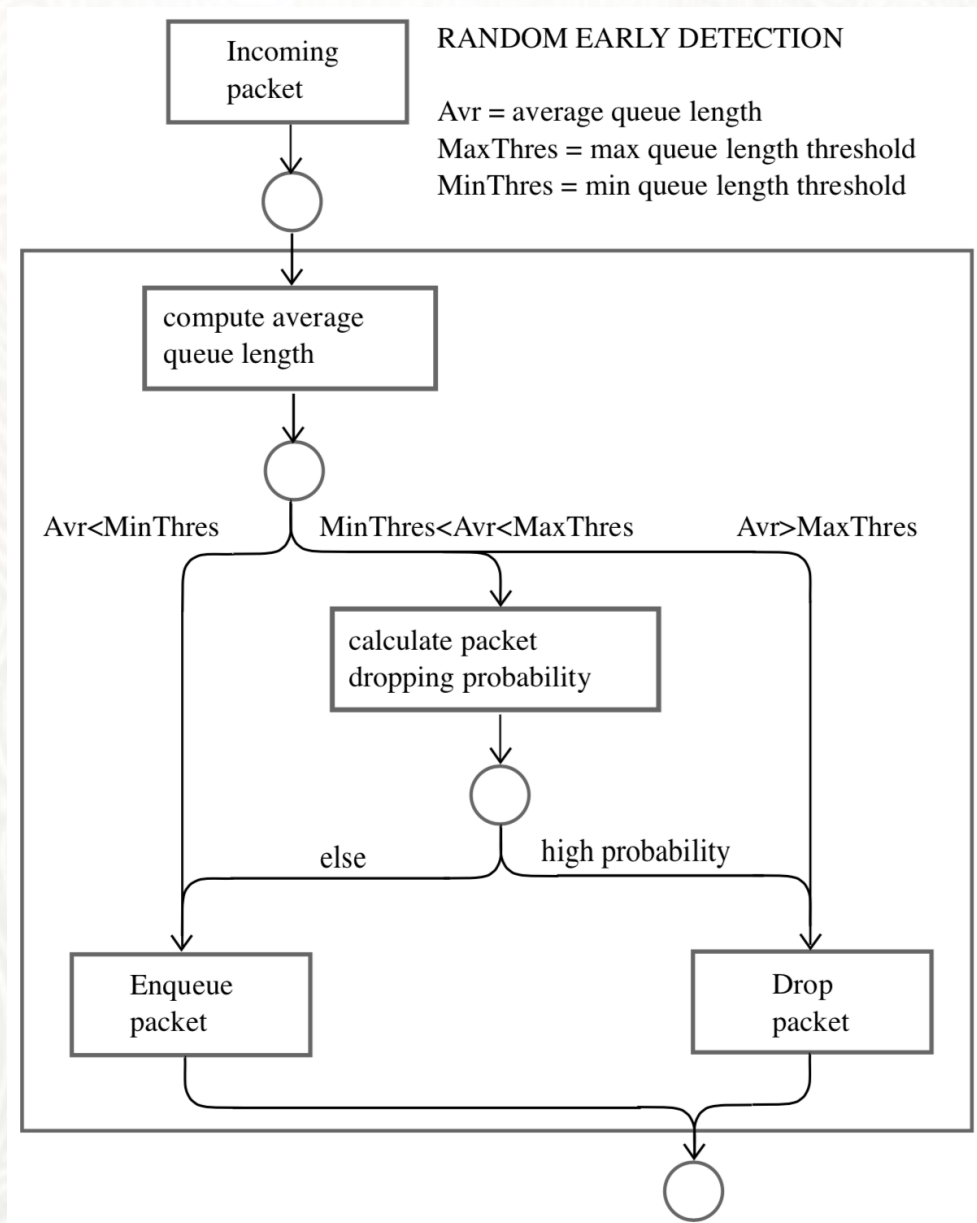 Incoming
packet
RANDOM EARLY DETECTION
Avr = average queue length
MaxThres = max queue length threshold
MinThres = min queue length threshold
compute average
queue length
Avr<MinThres
MinThres<Avr<MaxThres
Avr>MaxThres
calculate packet
dropping probability
else
high probability
Enqueue
packet
Drop
packet